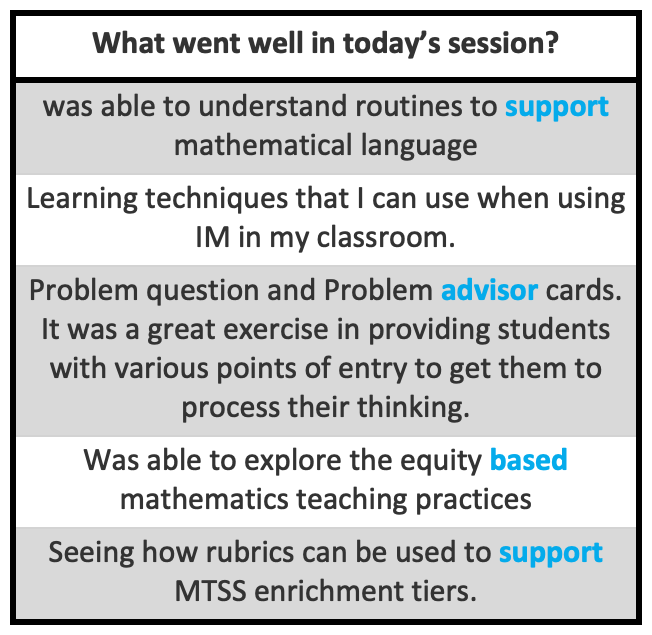 What went well in today’s session?
was able to understand routines to support
mathematical language
Learning techniques that I can use when using
IM in my classroom.
Problem question and Problem advisor cards.
It was a great exercise in providing students
with various points of entry to get them to
process their thinking.
Was able to explore the equity based
mathematics teaching practices
Seeing how rubrics can be used to support
MTSS enrichment tiers.